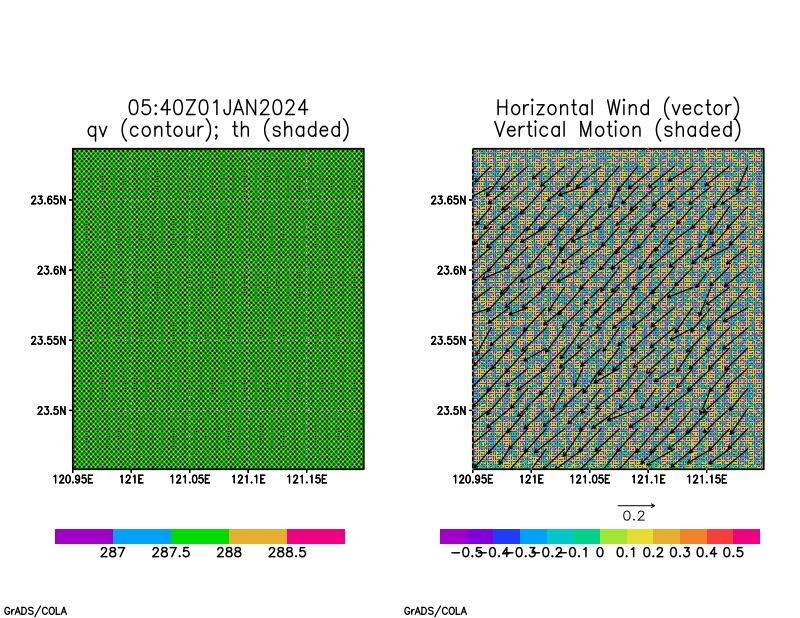 05:40Z01JAN2024
qv (contour); th (shaded)
23.65N
23.6N
23.55N
23.5N
120.95E 121E 121.05E 121.1E 121.15E
287 287.5 288 288.5
GrADS/COLA
Horizontal Wind (vector)
Vertical Motion (shaded)
23.65N
23.6N
23.55N
23.5N
120.95E 121E 121.05E 121.1E 121.15E
0.2
−0.5 −0.4 −0.3 −0.2 −0.1 0 0.1 0.2 0.3 0.4 0.5
GrADS/COLA